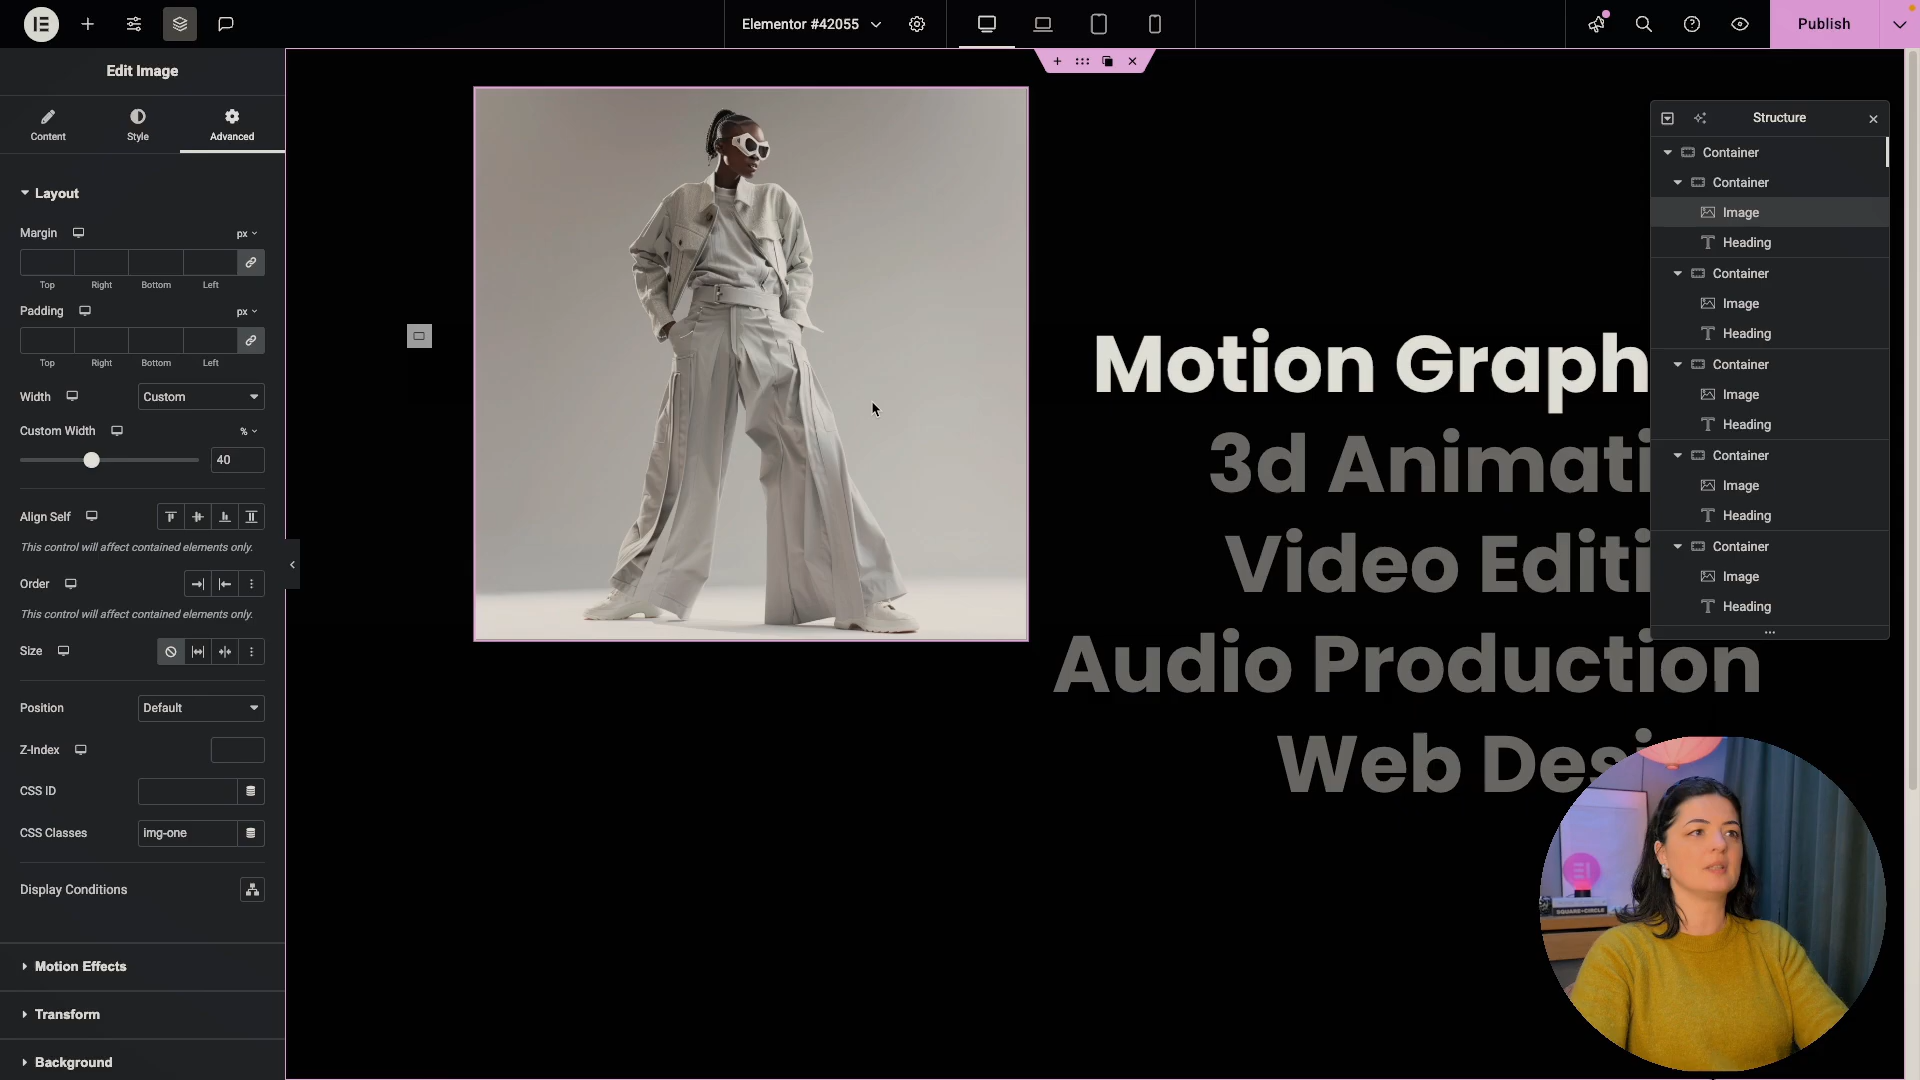 Elementor #42055
Publish
Edit Image
Content
Style
Advanced
Layout
Margin
px
Top
Right
Bottom
Left
Padding
px
Top
Right
Bottom
Left
Width
Custom
Custom Width
%
40
Align Self
This control will affect contained elements only.
Order
This control will affect contained elements only.
Size
Position
Default
Z-Index
CSS ID
CSS Classes
img-one
Display Conditions
Motion Effects
Transform
Background
Motion Graph
3d Animati
Video Editi
Audio Production
Web Desi
Structure
Container
Container
Image
Heading
Container
Image
Heading
Container
Image
Heading
Container
Image
Heading
Container
Image
Heading
SQUARE+CIRCLE